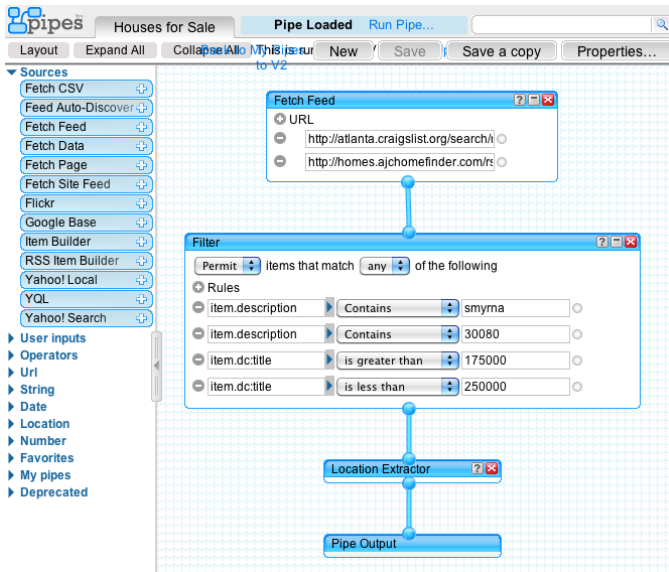 pipes
Houses for Sale
Pipe Loaded Run Pipe...
Layout Expand All Collapse All
New Save Save a copy Properties...
to V2
Sources
Fetch CSV
Feed Auto-Discover
Fetch Feed
Fetch Data
Fetch Page
Fetch Site Feed
Flickr
Google Base
Item Builder
RSS Item Builder
Yahoo! Local
YQL
Yahoo! Search
User inputs
Operators
Url
String
Date
Location
Number
Favorites
My pipes
Deprecated
Fetch Feed
URL
http://atlanta.craigslist.org/search/
http://homes.ajchomefinder.com/rs
Filter
Permit items that match any of the following
Rules
item.description Contains smyrna
item.description Contains 30080
item.dc:title is greater than 175000
item.dc:title is less than 250000
Location Extractor
Pipe Output